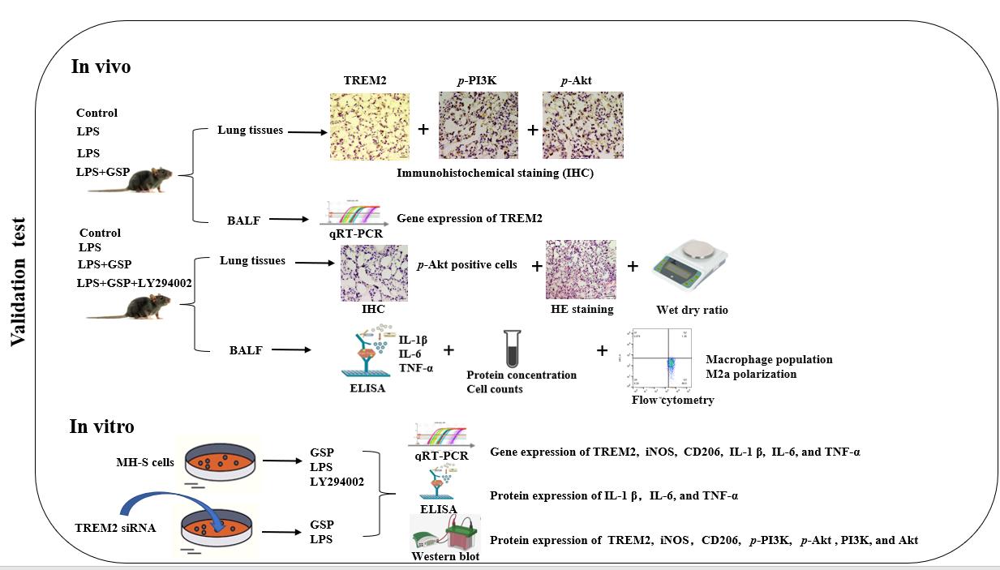 In vivo
TREM2
p-PI3K
p-Akt
Control
LPS
LPS
LPS+GSP
Lung tissues
+
+
Immunohistochemical staining (IHC)
BALF
qRT-PCR
Gene expression of TREM2
Validation test
Control
LPS
LPS+GSP
LPS+GSP+LY294002
Lung tissues
p-Akt positive cells
+
+
IHC
HE staining
Wet dry ratio
BALF
IL-1β
IL-6
TNF-α
ELISA
+
Protein concentration
Cell counts
+
Macrophage population
M2a polarization
Flow cytometry
In vitro
MH-S cells
GSP
LPS
LY294002
TREM2 siRNA
GSP
LPS
qRT-PCR
Gene expression of TREM2, iNOS, CD206, IL-1 β, IL-6, and TNF-α
ELISA
Protein expression of IL-1 β, IL-6, and TNF-α
Western blot
Protein expression of TREM2, iNOS, CD206, p-PI3K, p-Akt , PI3K, and Akt